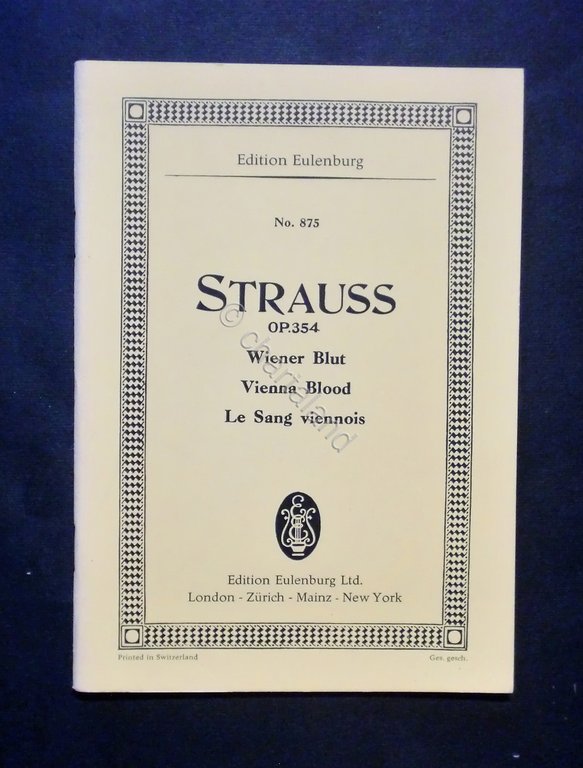 Edition Eulenburg
No. 875
STRAUSS
OP.354
Wiener Blut
Vienna Blood
Le Sang viennois
© chartaland
Edition Eulenburg Ltd.
London - Zürich - Mainz - New York
Printed in Switzerland
Ges. gesch.